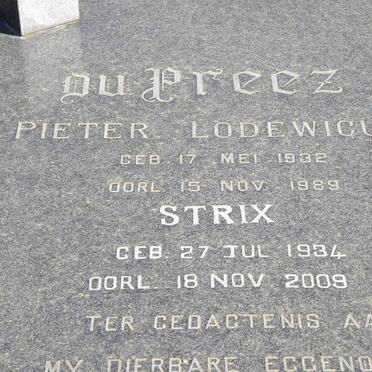 du Preez
PIETER LODEWICU
GEB. 17 MEI 1932
OORL 15 NOV 1989
STRIX
GEB. 27 JUL 1934
OORL. 18 NOV 2009
TER GEDAGTENIS AA
MY DIERBARE EGGENO